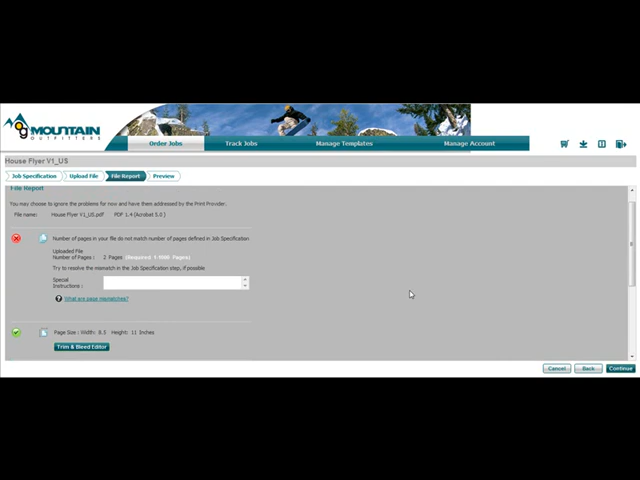 MOUNTAIN
OUTFITTERS
Order Jobs
Track Jobs
Manage Templates
Manage Account
House Flyer V1_US
Job Specification
Upload File
File Report
Preview
File Report
You may choose to ignore the problems for now and have them addressed by the Print Provider.
File name: House Flyer V1_US.pdf PDF 1.4 (Acrobat 5.0)
Number of pages in your file do not match number of pages defined in Job Specification.
Uploaded File
Number of Pages : 2 Pages (Required Pages)
Try to resolve the mismatch in the Job Specification step, if possible
Special
Instructions :
What are page mismatches?
Page Size : Width: 8.5 Height: 11 Inches
Trim & Bleed Editor
Cancel
Back
Continue